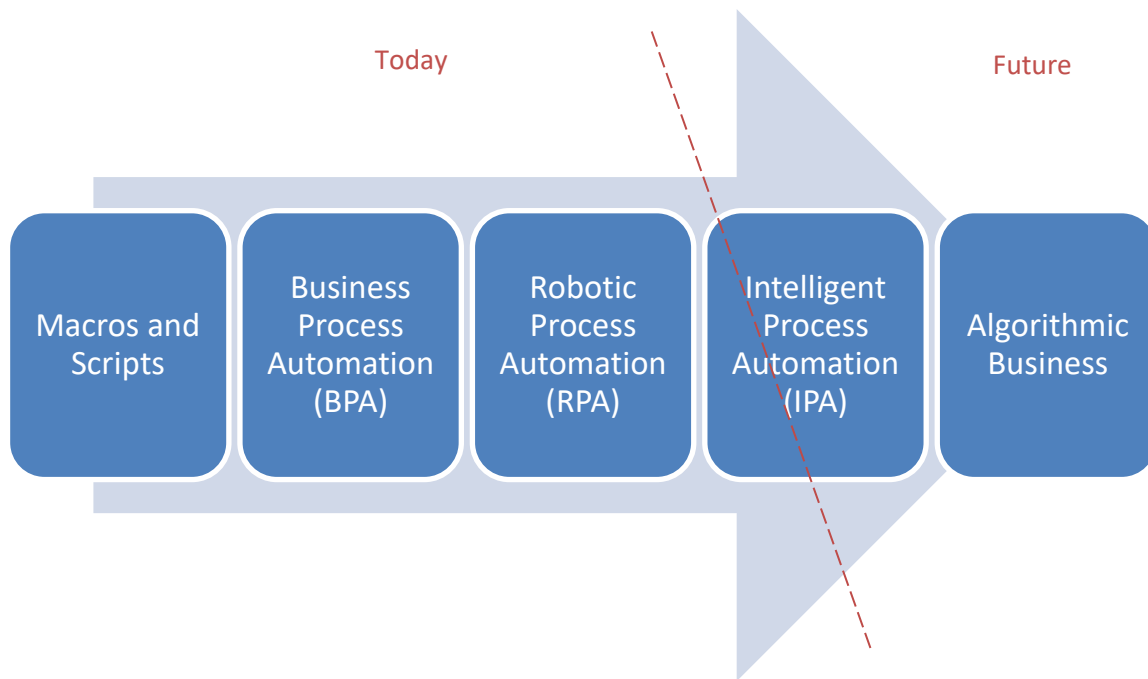 Today
Future
Macros and
Scripts
Business
Process
Automation
(BPA)
Robotic
Process
Automation
(RPA)
Intelligent
Process
Automation
(IPA)
Algorithmic
Business